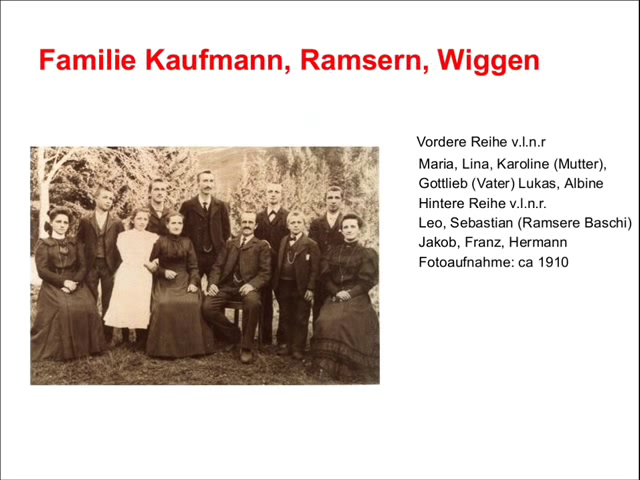 Familie Kaufmann, Ramsern, Wiggen
Vordere Reihe v.l.n.r
Maria, Lina, Karoline (Mutter),
Gottlieb (Vater) Lukas, Albine
Hintere Reihe v.l.n.r.
Leo, Sebastian (Ramsere Baschi)
Jakob, Franz, Hermann
Fotoaufnahme: ca 1910